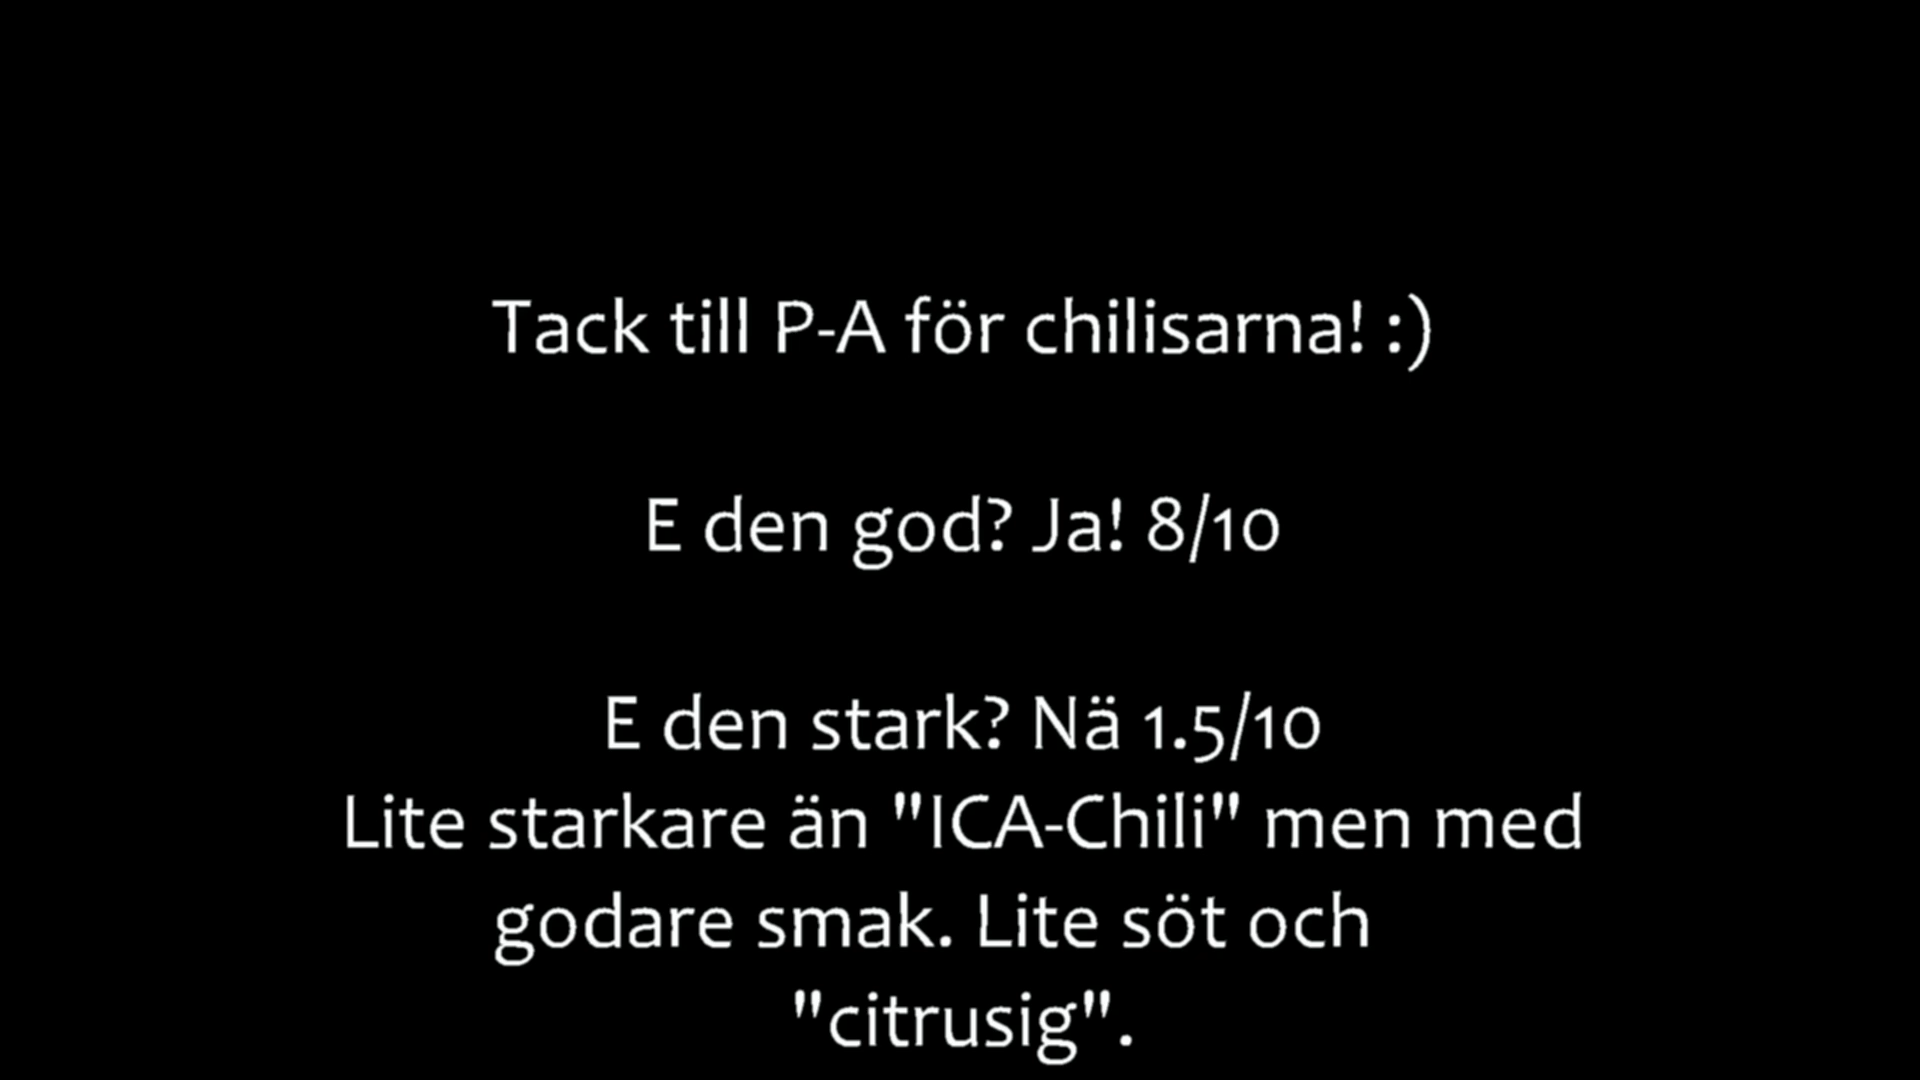 Tack till P-A för chilisarna! :)
E den god? Ja! 8/10
E den stark? Nä 1.5/10
Lite starkare än "ICA-Chili" men med
godare smak. Lite söt och
"citrusig".